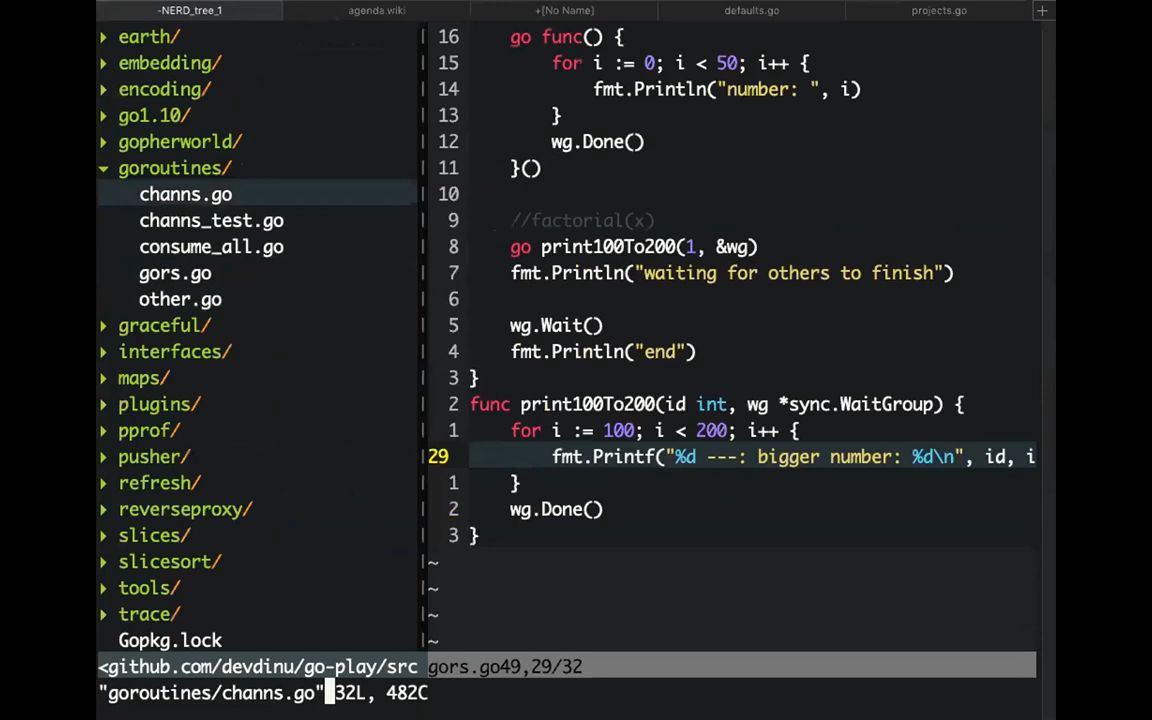 -NERD_tree_1 agenda.wiki +[No Name] defaults.go projects.go +
earth/
embedding/
encoding/
go1.10/
gopherworld/
goroutines/
channs.go
channs_test.go
consume_all.go
gors.go
other.go
graceful/
interfaces/
maps/
plugins/
pprof/
pusher/
refresh/
reverseproxy/
slices/
slicesort/
tools/
trace/
Gopkg.lock
<github.com/devdinu/go-play/src
16 go func() {
15 for i := 0; i < 50; i++ {
14 fmt.Println("number: ", i)
13 }
12 wg.Done()
11 }()
10
9 //factorial(x)
8 go print100To200(1, &wg)
7 fmt.Println("waiting for others to finish")
6
5 wg.Wait()
4 fmt.Println("end")
3 }
2 func print100To200(id int, wg *sync.WaitGroup) {
1 for i := 100; i < 200; i++ {
29 fmt.Printf("%d ---: bigger number: %d\n", id, i
1 }
2 wg.Done()
3 }
~
~
~
~
gors.go49,29/32
"goroutines/channs.go" 32L, 482C